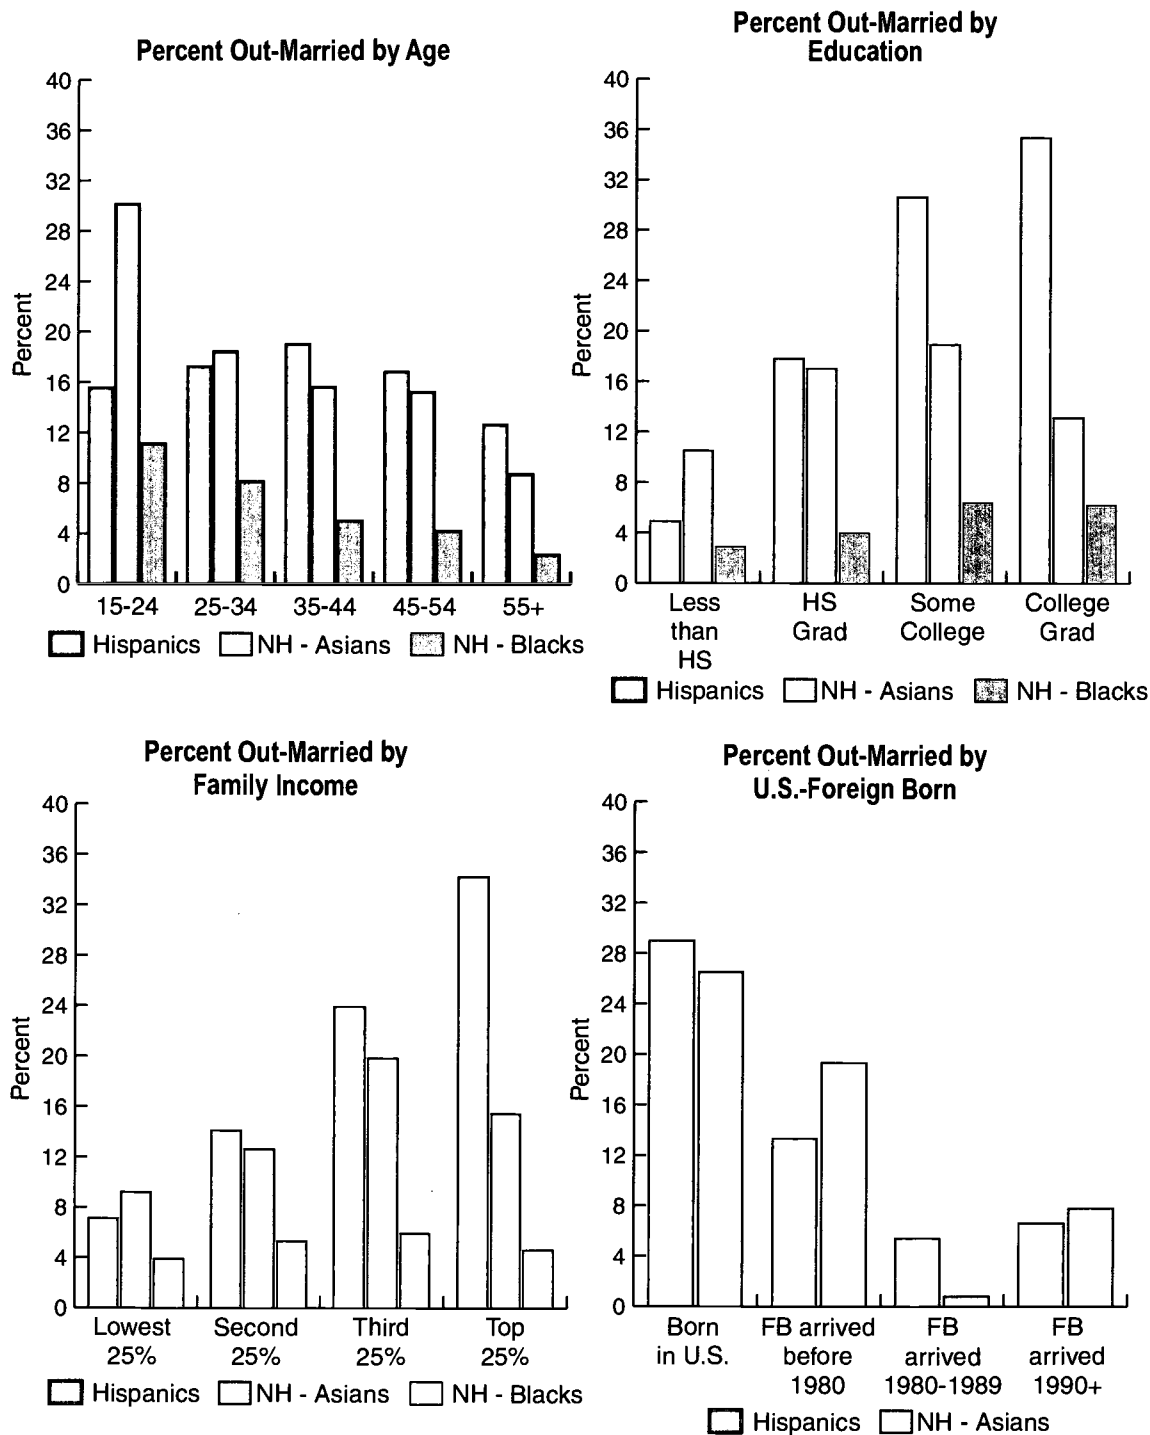 Percent Out-Married by Age
40
36
32
28
24
20
16
12
8
4
0
Percent
15-24 25-34 35-44 45-54 55+
Hispanics NH - Asians NH - Blacks
Percent Out-Married by
Education
40
36
32
28
24
20
16
12
8
4
0
Percent
Less HS Some College
than Grad College Grad
HS
Hispanics NH - Asians NH - Blacks
Percent Out-Married by
Family Income
40
36
32
28
24
20
16
12
8
4
0
Percent
Lowest Second Third Top
25% 25% 25% 25%
Hispanics NH - Asians NH - Blacks
Percent Out-Married by
U.S.-Foreign Born
40
36
32
28
24
20
16
12
8
4
0
Percent
Born FB arrived FB FB
in U.S. before arrived arrived
1980 1980-1989 1990+
Hispanics NH - Asians